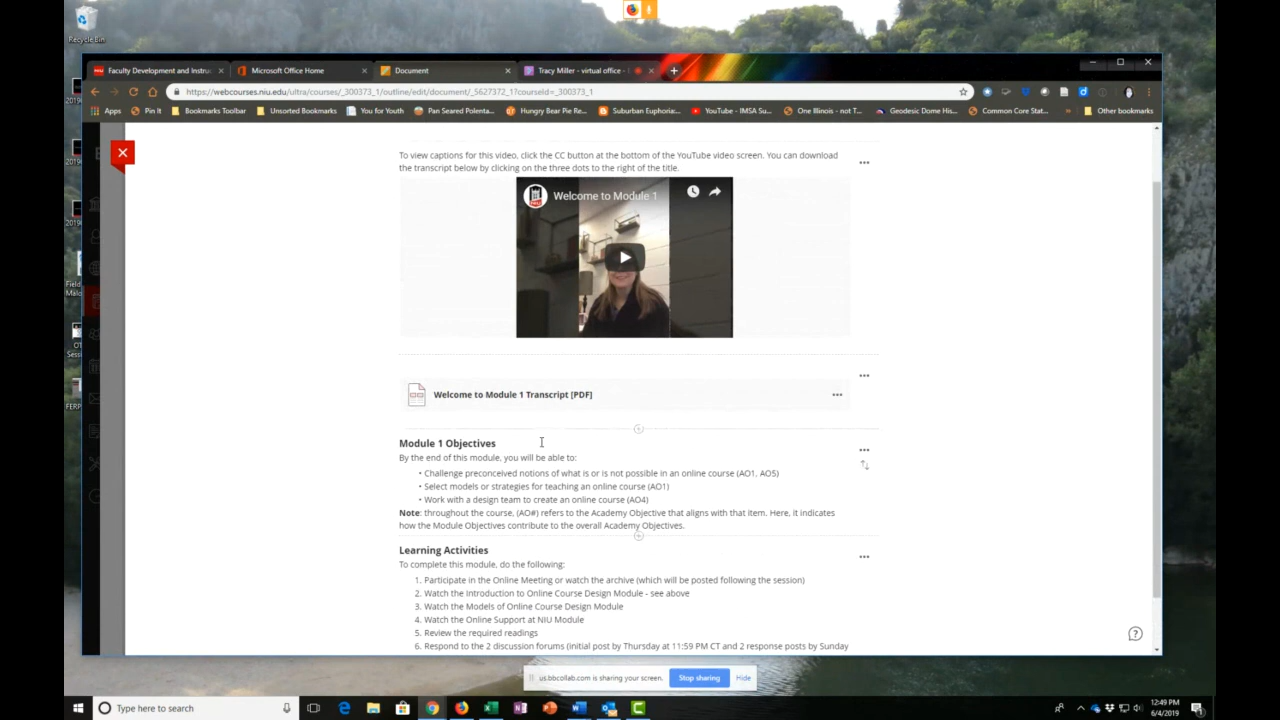 Recycle Bin
Faculty Development and Instru
Microsoft Office Home
Document
Tracy Miller - virtual office -
https://webcourses.niu.edu/ultra/courses/_300373_1/outline/edit/document/_5627372_1?courseId=_300373_1
Apps
Pin It
Bookmarks Toolbar
Unsorted Bookmarks
You for Youth
Pan Seared Polenta...
Hungry Bear Pie Re...
Suburban Euphoria:...
YouTube - IMSA Su...
One Illinois - not T...
Geodesic Dome His...
Common Core Stat...
Other bookmarks
To view captions for this video, click the CC button at the bottom of the YouTube video screen. You can download
the transcript below by clicking on the three dots to the right of the title.
Welcome to Module 1
Welcome to Module 1 Transcript [PDF]
Module 1 Objectives
By the end of this module, you will be able to:
• Challenge preconceived notions of what is or is not possible in an online course (AO1, AO5)
• Select models or strategies for teaching an online course (AO1)
• Work with a design team to create an online course (AO4)
Note: throughout the course, (AO#) refers to the Academy Objective that aligns with that item. Here, it indicates
how the Module Objectives contribute to the overall Academy Objectives.
Learning Activities
To complete this module, do the following:
1. Participate in the Online Meeting or watch the archive (which will be posted following the session)
2. Watch the Introduction to Online Course Design Module - see above
3. Watch the Models of Online Course Design Module
4. Watch the Online Support at NIU Module
5. Review the required readings
6. Respond to the 2 discussion forums (initial post by Thursday at 11:59 PM CT and 2 response posts by Sunday
us.bbcollab.com is sharing your screen.
Stop sharing
Hide
Type here to search
12:49 PM
6/4/2019